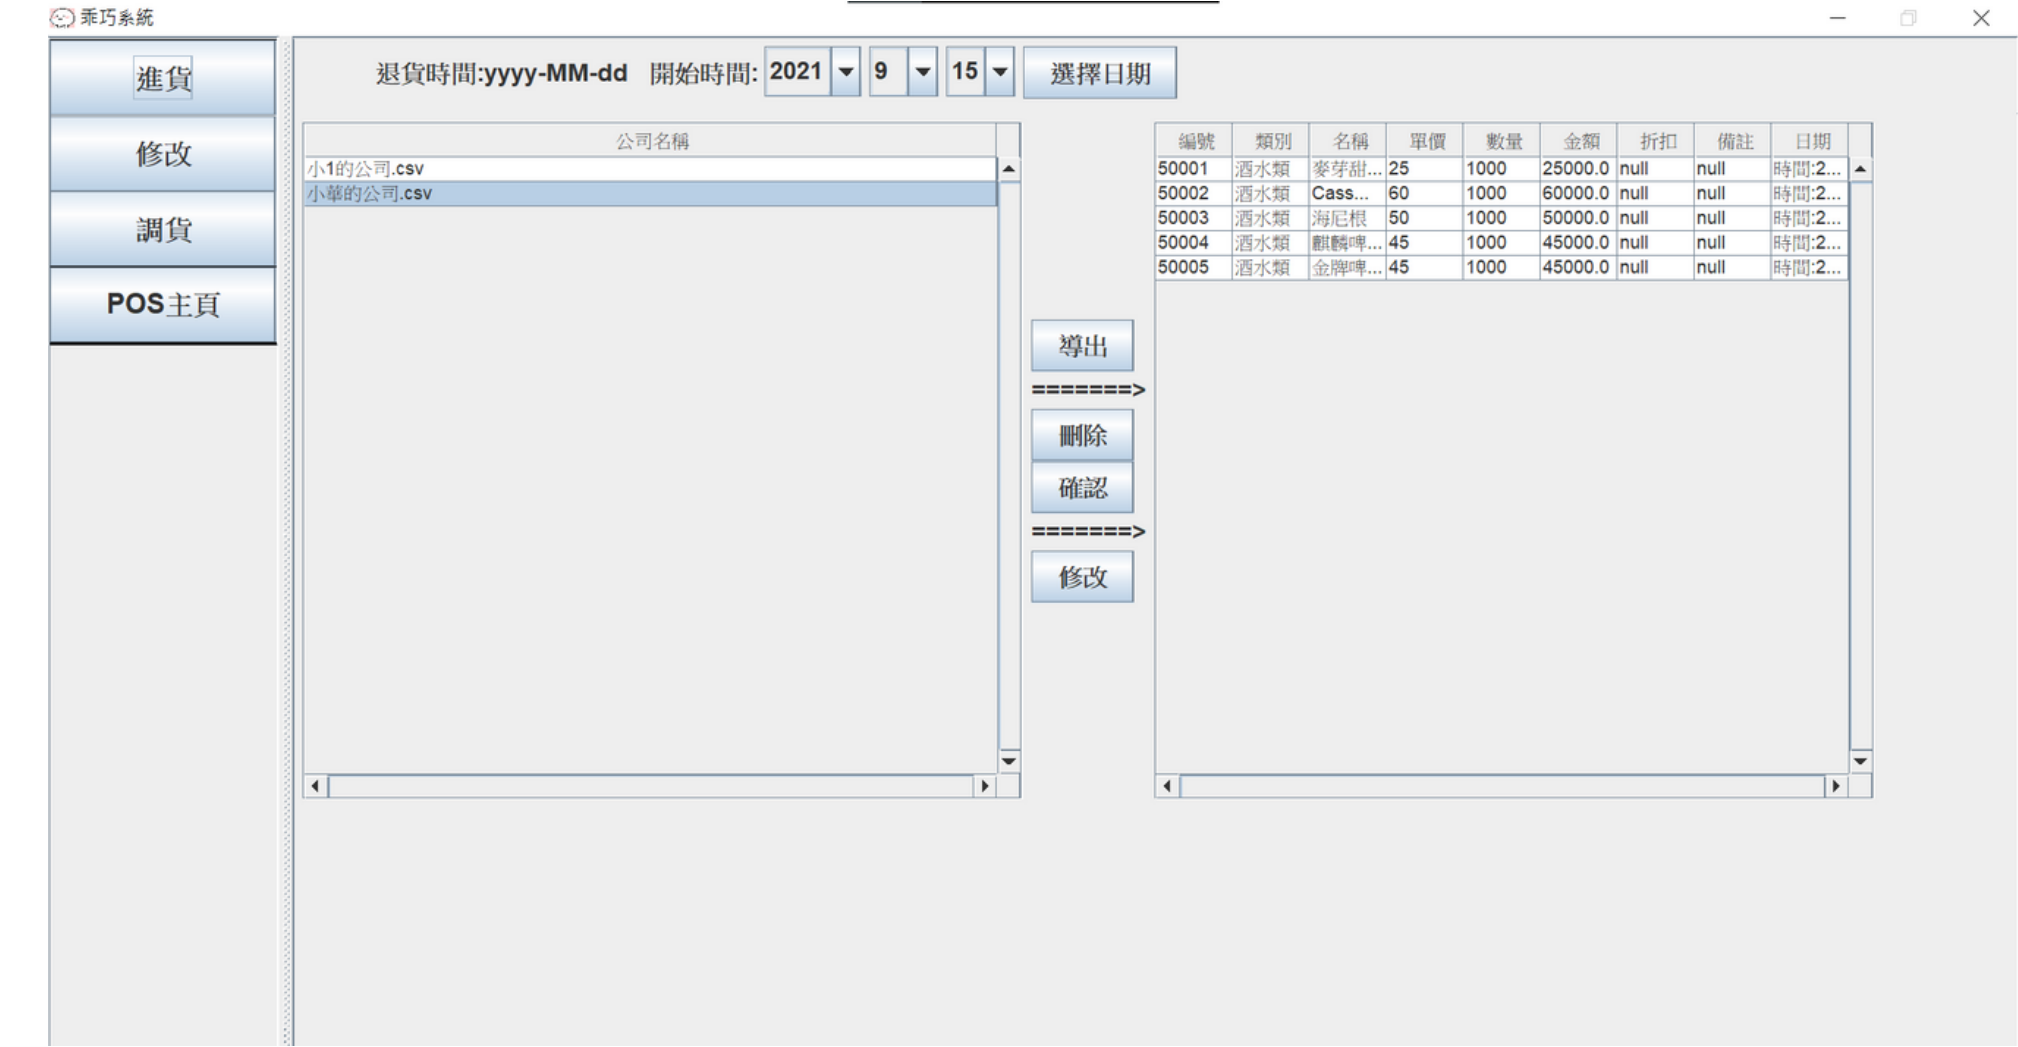 乖巧系統
進貨
修改
調貨
POS主頁
退貨時間:yyyy-MM-dd 開始時間: 2021 9 15 選擇日期
公司名稱
小1的公司.csv
小華的公司.csv
導出
=======>
刪除
確認
=======>
修改
編號 類別 名稱 單價 數量 金額 折扣 備註 日期
50001 酒水類 麥芽甜... 25 1000 25000.0 null null 時間:2...
50002 酒水類 Cass... 60 1000 60000.0 null null 時間:2...
50003 酒水類 海尼根 50 1000 50000.0 null null 時間:2...
50004 酒水類 麒麟啤... 45 1000 45000.0 null null 時間:2...
50005 酒水類 金牌啤... 45 1000 45000.0 null null 時間:2...